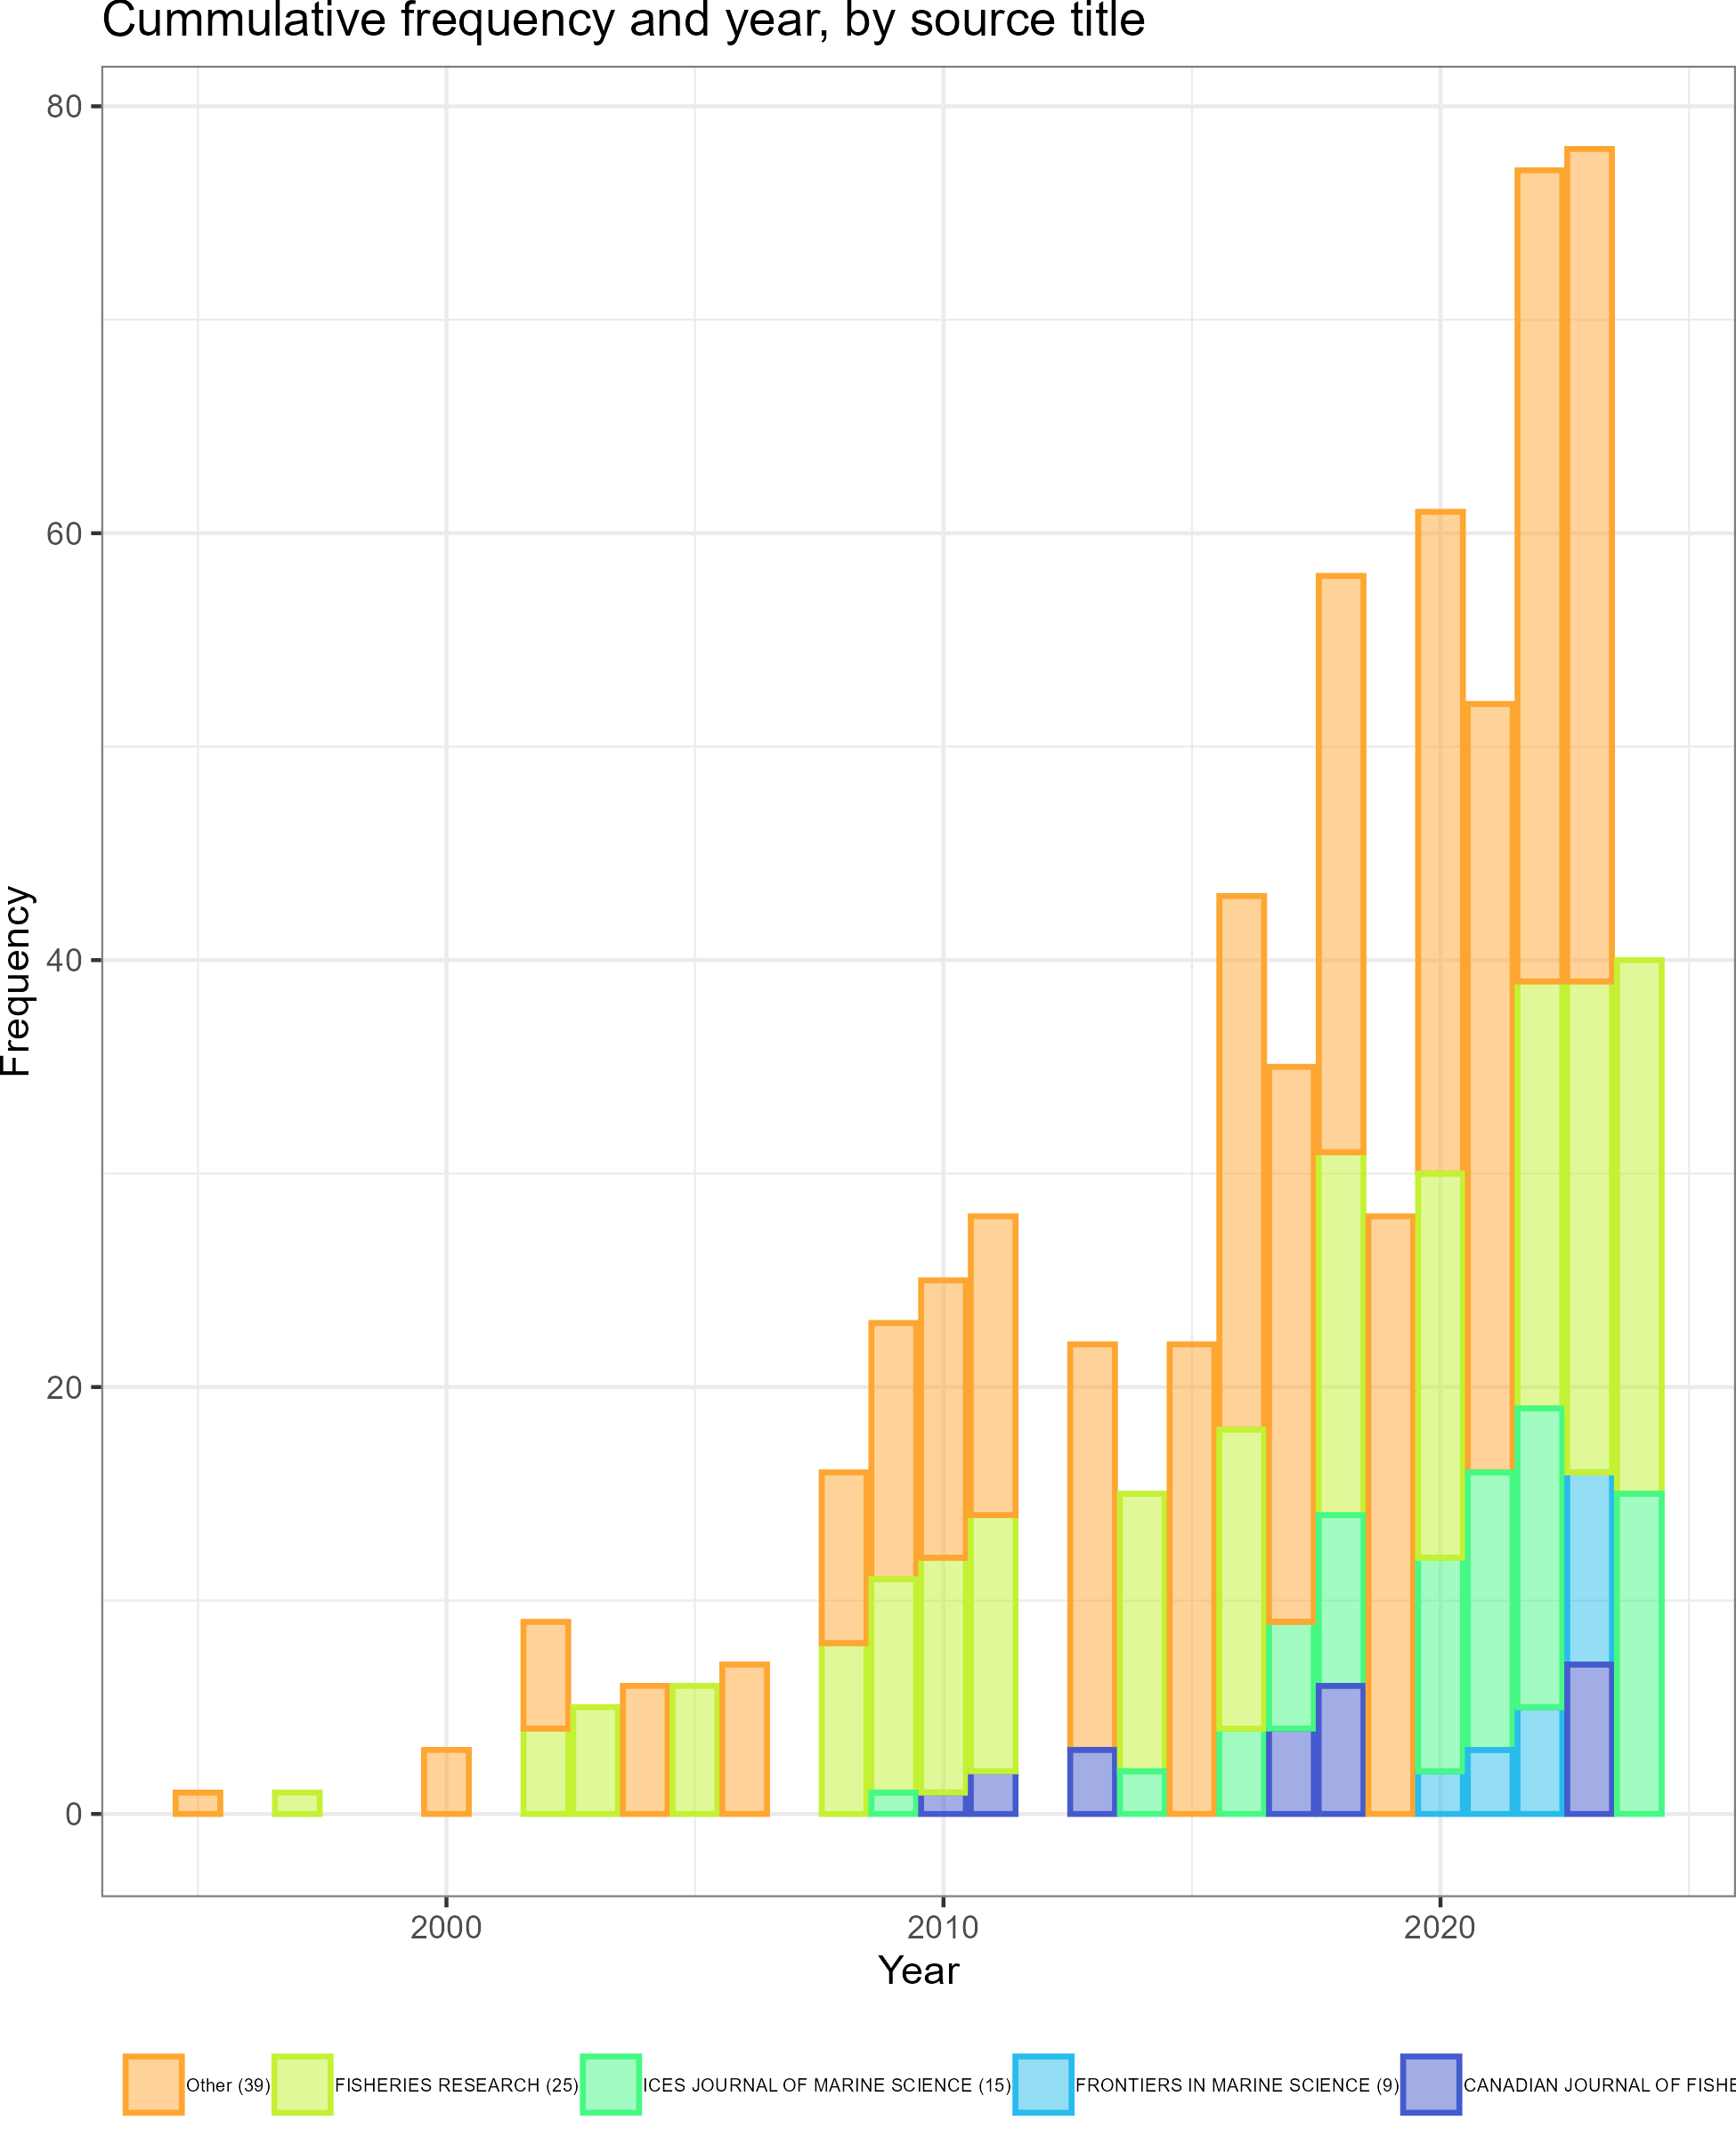 Cummulative frequency and year, by source title
80
60
40
20
0
Frequency
2000 2010 2020
Year
Other (39) FISHERIES RESEARCH (25) ICES JOURNAL OF MARINE SCIENCE (15) FRONTIERS IN MARINE SCIENCE (9) CANADIAN JOURNAL OF FISHE